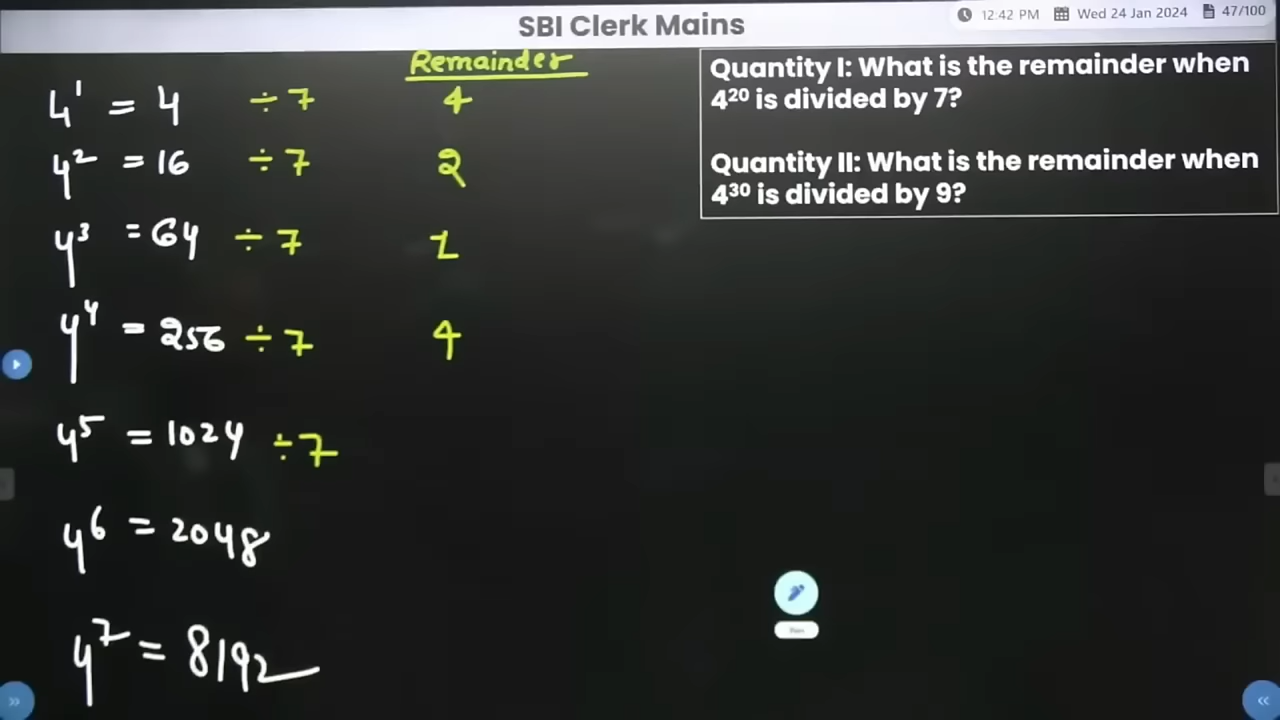 SBI Clerk Mains
12:42 PM Wed 24 Jan 2024 47/100
Remainder
4¹ = 4 ÷7 4
4² = 16 ÷7 2
4³ = 64 ÷7 1
4⁴ = 256 ÷7 4
4⁵ = 1024 ÷7
4⁶ = 2048
4⁷ = 8192
Quantity I: What is the remainder when
4²⁰ is divided by 7?
Quantity II: What is the remainder when
4³⁰ is divided by 9?